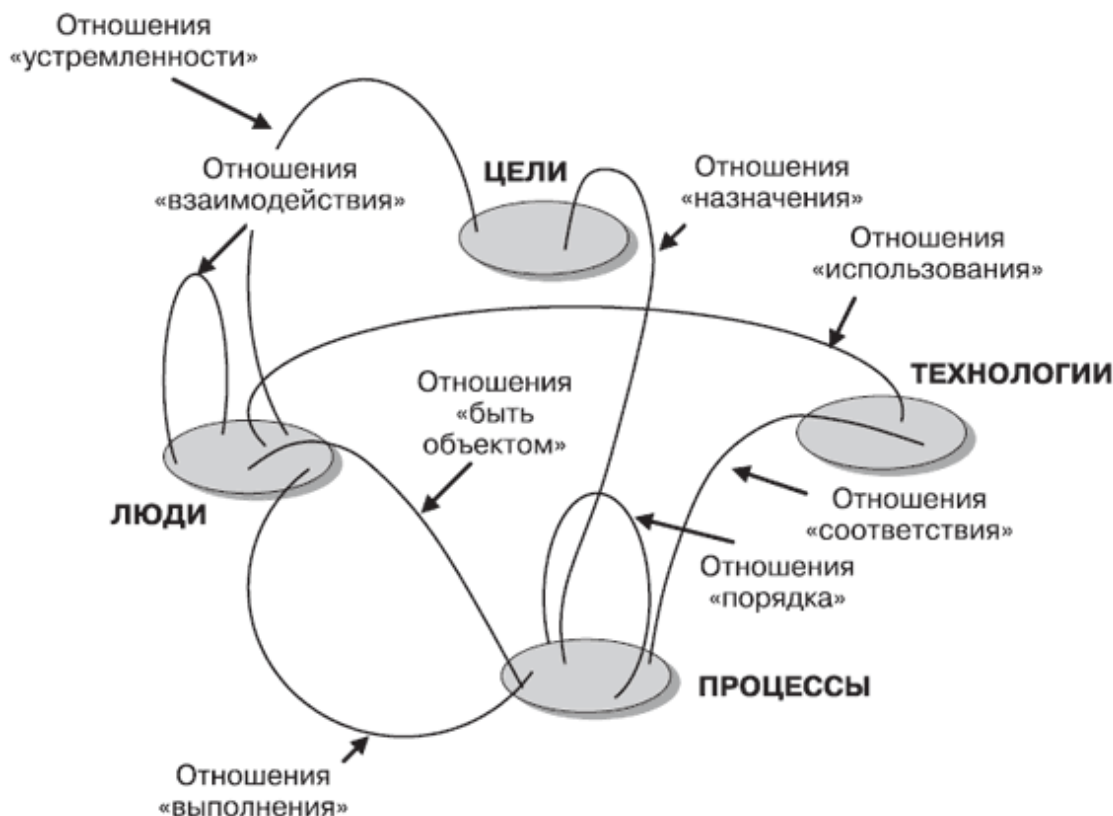 Отношения
«устремленности»
Отношения
«взаимодействия»
ЦЕЛИ
Отношения
«назначения»
Отношения
«использования»
ТЕХНОЛОГИИ
Отношения
«быть
объектом»
ЛЮДИ
Отношения
«соответствия»
Отношения
«порядка»
ПРОЦЕССЫ
Отношения
«выполнения»